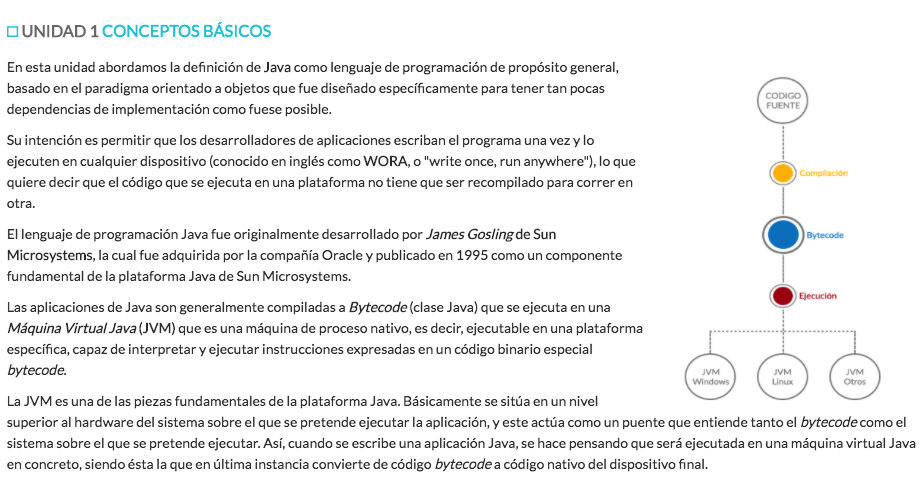 □ UNIDAD 1 CONCEPTOS BÁSICOS
En esta unidad abordamos la definición de Java como lenguaje de programación de propósito general,
basado en el paradigma orientado a objetos que fue diseñado específicamente para tener tan pocas
dependencias de implementación como fuese posible.
Su intención es permitir que los desarrolladores de aplicaciones escriban el programa una vez y lo
ejecuten en cualquier dispositivo (conocido en inglés como WORA, o "write once, run anywhere"), lo que
quiere decir que el código que se ejecuta en una plataforma no tiene que ser recompilado para correr en
otra.
El lenguaje de programación Java fue originalmente desarrollado por James Gosling de Sun
Microsystems, la cual fue adquirida por la compañía Oracle y publicado en 1995 como un componente
fundamental de la plataforma Java de Sun Microsystems.
Las aplicaciones de Java son generalmente compiladas a Bytecode (clase Java) que se ejecuta en una
Máquina Virtual Java (JVM) que es una máquina de proceso nativo, es decir, ejecutable en una plataforma
específica, capaz de interpretar y ejecutar instrucciones expresadas en un código binario especial
bytecode.
La JVM es una de las piezas fundamentales de la plataforma Java. Básicamente se sitúa en un nivel
superior al hardware del sistema sobre el que se pretende ejecutar la aplicación, y este actúa como un puente que entiende tanto el bytecode como el
sistema sobre el que se pretende ejecutar. Así, cuando se escribe una aplicación Java, se hace pensando que será ejecutada en una máquina virtual Java
en concreto, siendo ésta la que en última instancia convierte de código bytecode a código nativo del dispositivo final.
CODIGO
FUENTE
Compilación
Bytecode
Ejecución
JVM
Windows
JVM
Linux
JVM
Otros